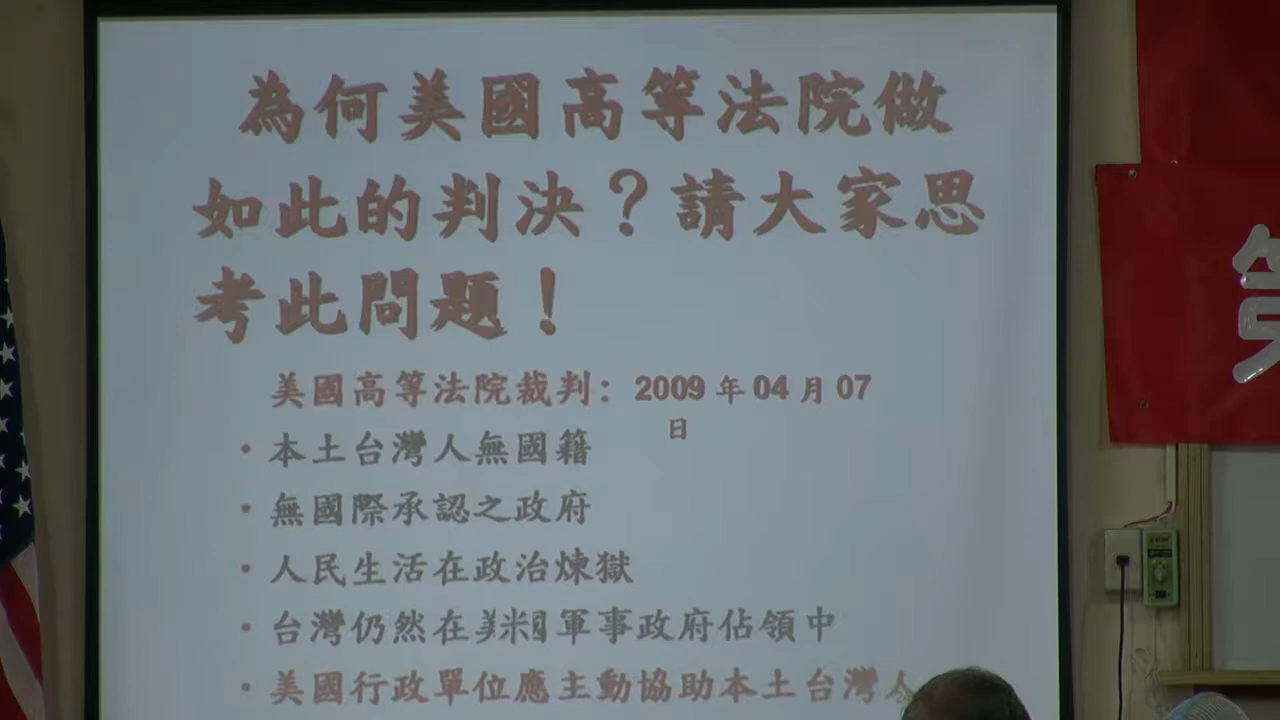 為何美國高等法院做
如此的判決？請大家思
考此問題！
美國高等法院裁判：2009 年 04 月 07
日
• 本土台灣人無國籍
• 無國際承認之政府
• 人民生活在政治煉獄
• 台灣仍然在美國軍事政府佔領中
• 美國行政單位應主動協助本土台灣人
第